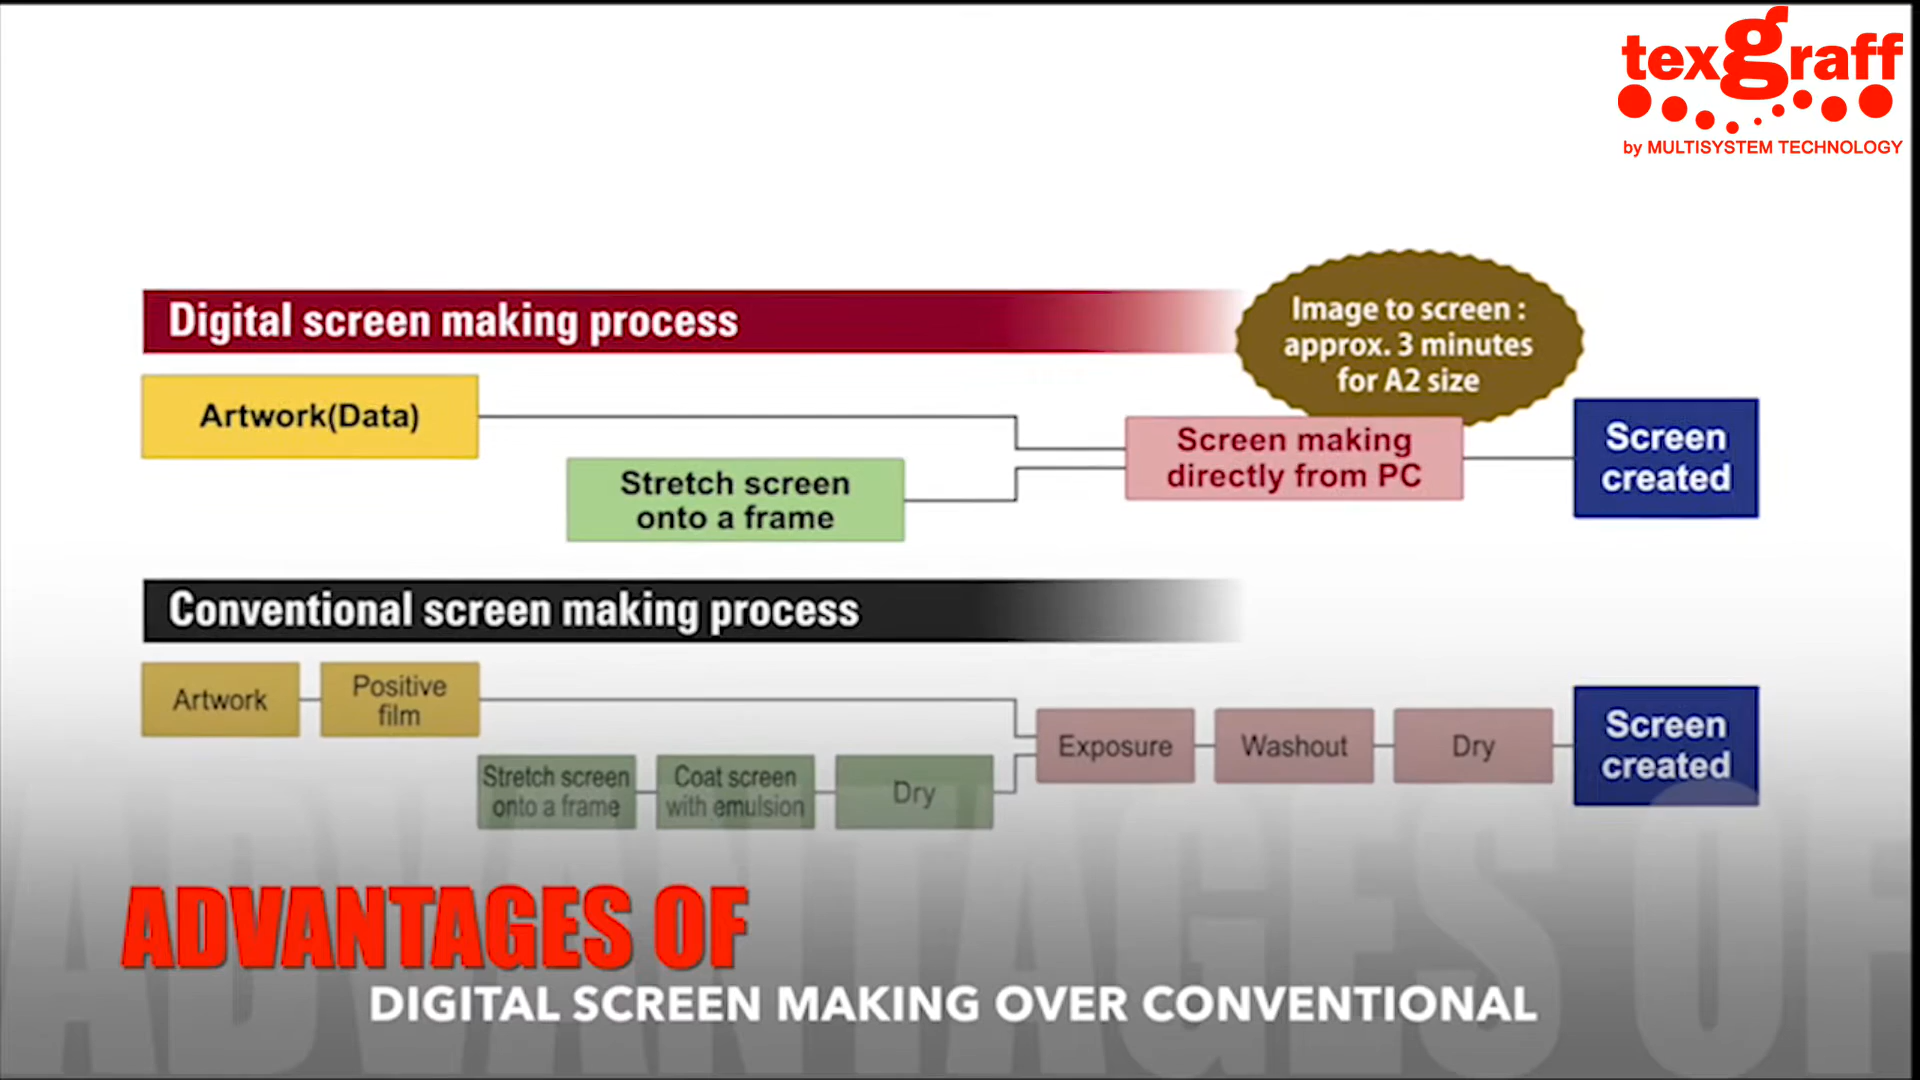 texgraff
by MULTISYSTEM TECHNOLOGY
Digital screen making process
Image to screen :
approx. 3 minutes
for A2 size
Artwork(Data)
Stretch screen
onto a frame
Screen making
directly from PC
Screen
created
Conventional screen making process
Artwork
Positive
film
Stretch screen
onto a frame
Coat screen
with emulsion
Dry
Exposure
Washout
Dry
Screen
created
ADVANTAGES OF
ADVANTAGES OF
DIGITAL SCREEN MAKING OVER CONVENTIONAL